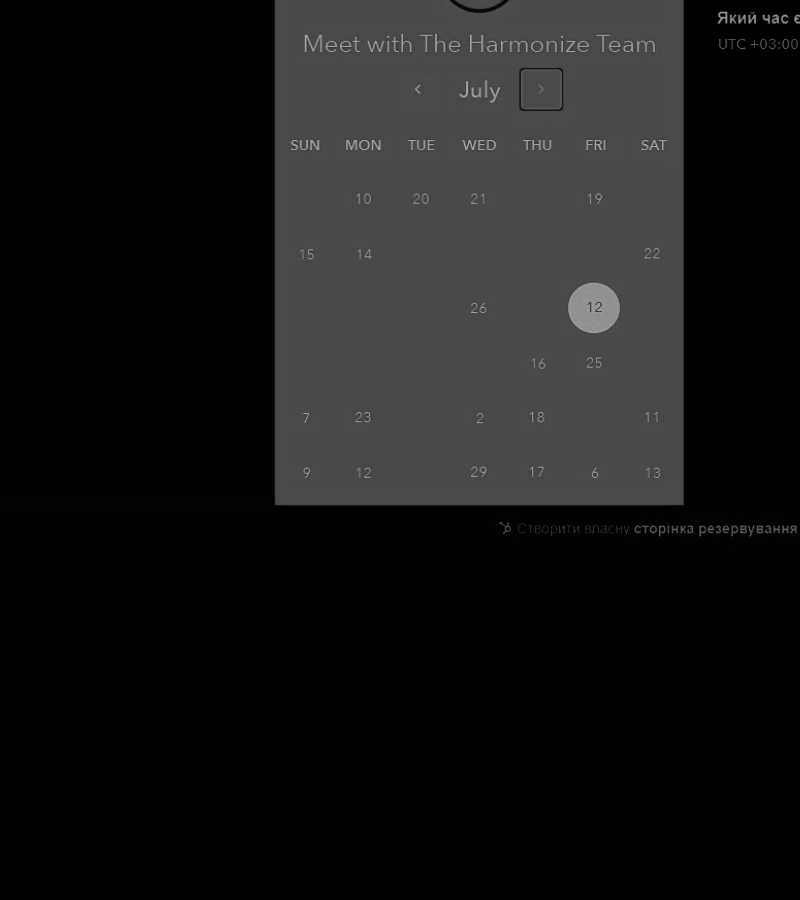 Який час є
Meet with The Harmonize Team
UTC +03:00
July
SUN MON TUE WED THU FRI SAT
10 20 21 19
15 14 22
26 12
16 25
7 23 2 18 11
9 12 29 17 6 13
Створити власну сторінка резервування